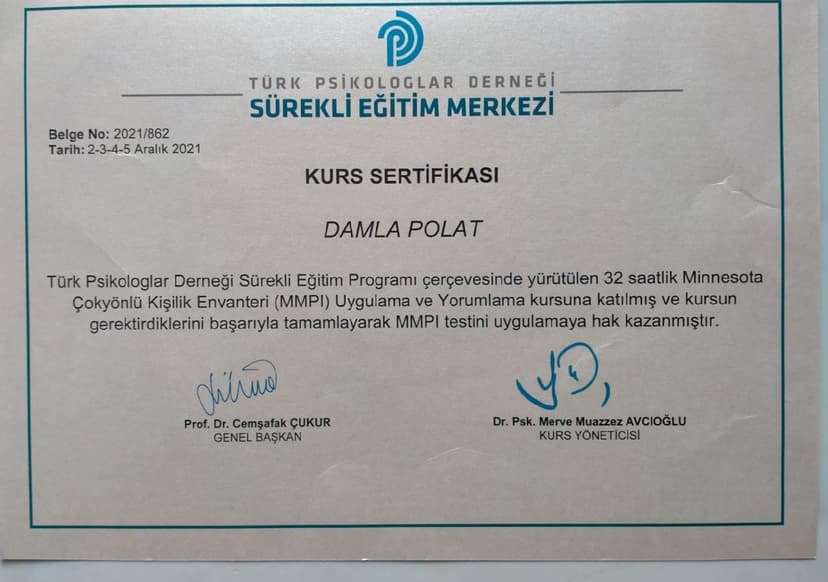 TÜRK PSİKOLOGLAR DERNEĞİ
SÜREKLİ EĞİTİM MERKEZİ
Belge No: 2021/862
Tarih: 2-3-4-5 Aralık 2021
KURS SERTİFİKASI
DAMLA POLAT
Türk Psikologlar Derneği Sürekli Eğitim Programı çerçevesinde yürütülen 32 saatlik Minnesota
Çokyönlü Kişilik Envanteri (MMPI) Uygulama ve Yorumlama kursuna katılmış ve kursun
gerektirdiklerini başarıyla tamamlayarak MMPI testini uygulamaya hak kazanmıştır.
Prof. Dr. Cemşafak ÇUKUR
GENEL BAŞKAN
Dr. Psk. Merve Muazzez AVCIOĞLU
KURS YÖNETİCİSİ